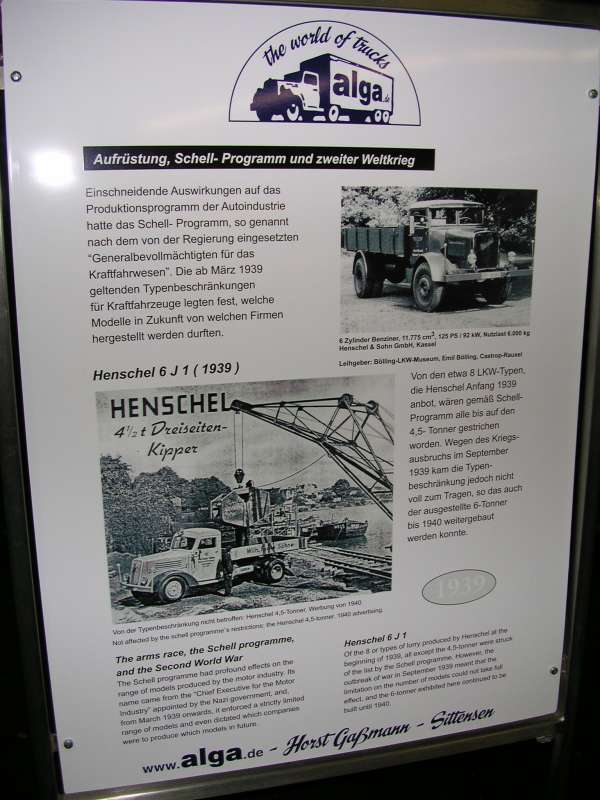 the world of trucks
alga.de
Aufrüstung, Schell- Programm und zweiter Weltkrieg
Einschneidende Auswirkungen auf das
Produktionsprogramm der Autoindustrie
hatte das Schell- Programm, so genannt
nach dem von der Regierung eingesetzten
"Generalbevollmächtigten für das
Kraftfahrwesen". Die ab März 1939
geltenden Typenbeschränkungen
für Kraftfahrzeuge legten fest, welche
Modelle in Zukunft von welchen Firmen
hergestellt werden durften.
6 Zylinder Benziner, 11.775 cm³, 125 PS / 92 kW, Nutzlast 6.000 kg
Henschel & Sohn GmbH, Kassel
Leihgeber: Bölling-LKW-Museum, Emil Bölling, Castrop-Rauxel
Henschel 6 J 1 ( 1939 )
HENSCHEL
4½ t Dreiseiten-
Kipper
Von den etwa 8 LKW-Typen,
die Henschel Anfang 1939
anbot, wären gemäß Schell-
Programm alle bis auf den
4,5- Tonner gestrichen
worden. Wegen des Kriegs-
ausbruchs im September
1939 kam die Typen-
beschränkung jedoch nicht
voll zum Tragen, so das auch
der ausgestellte 6-Tonner
bis 1940 weitergebaut
werden konnte.
1939
Von der Typenbeschränkung nicht betroffen: Henschel 4,5-Tonner, Werbung von 1940
Not affected by the schell programme's restrictions: the Henschel 4,5-tonner. 1940 advertising.
The arms race, the Schell programme,
and the Second World War
The Schell programme had profound effects on the
range of models produced by the motor industry. Its
name came from the "Chief Executive for the Motor
Industry" appointed by the Nazi government, and,
from March 1939 onwards, it enforced a strictly limited
range of models and even dictated which companies
were to produce which models in future.
Henschel 6 J 1
Of the 8 or types of lorry produced by Henschel at the
beginning of 1939, all except the 4,5-tonner were struck
of the list by the Schell programme. However, the
outbreak of war in September 1939 meant that the
limitation on the number of models could not take full
effect, and the 6-tonner exhibited here continued to be
built until 1940.
www.alga.de - Horst Gaßmann - Sittensen